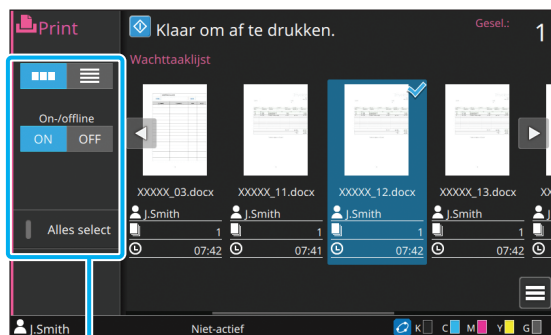 Print
Klaar om af te drukken.
Gesel.:
1
Wachttaaklijst
On-/offline
ON OFF
Alles select
XXXXX_03.docx XXXXX_11.docx XXXXX_12.docx XXXXX_13.docx XX
J.Smith J.Smith J.Smith J.Smith J
1 1 1 1
07:42 07:41 07:42 07:42
J.Smith Niet-actief K C M Y G